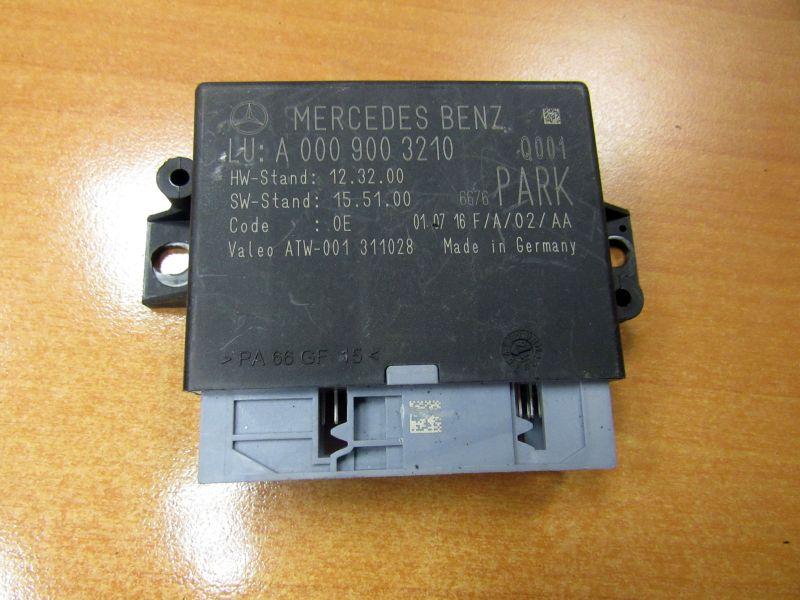 MERCEDES BENZ
LU: A 000 900 3210 Q001
HW-Stand: 12.32.00
SW-Stand: 15.51.00 6676 PARK
Code : 0E 01 07 16 F/A/02/AA
Valeo ATW-001 311028 Made in Germany
>PA 66 GF 15<